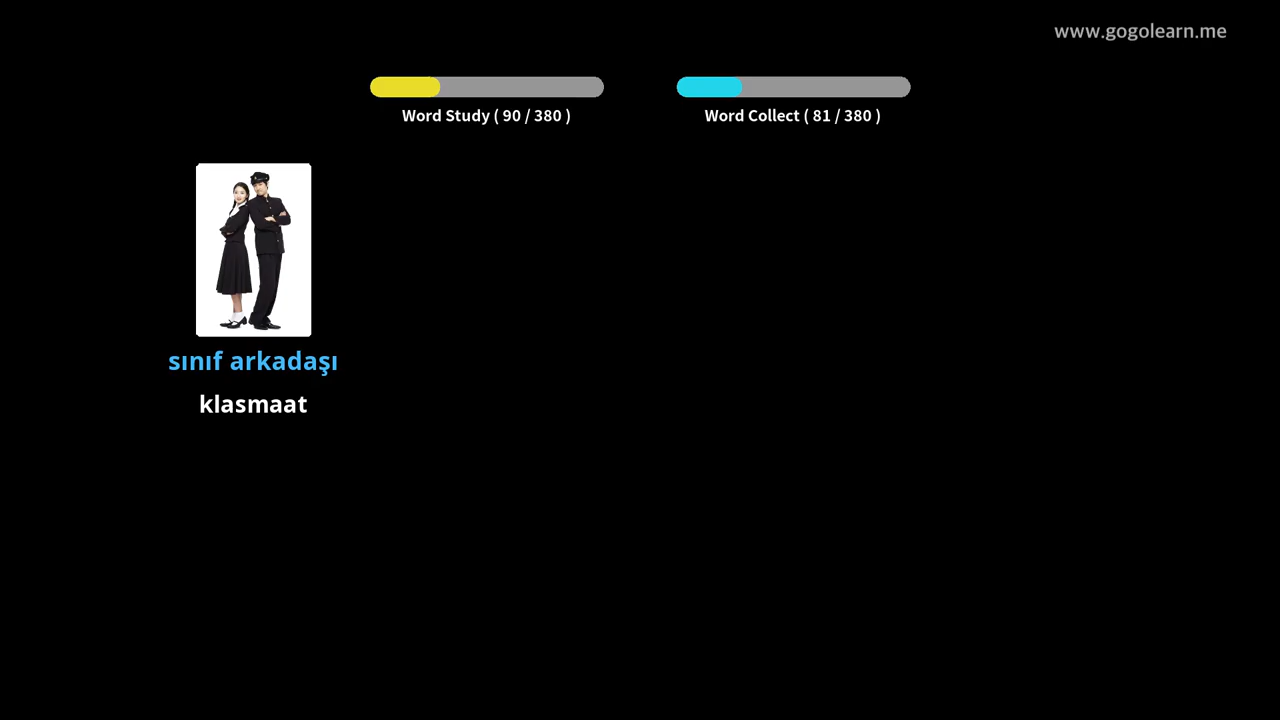 www.gogolearn.me
Word Study ( 90 / 380 )
Word Collect ( 81 / 380 )
sınıf arkadaşı
klasmaat